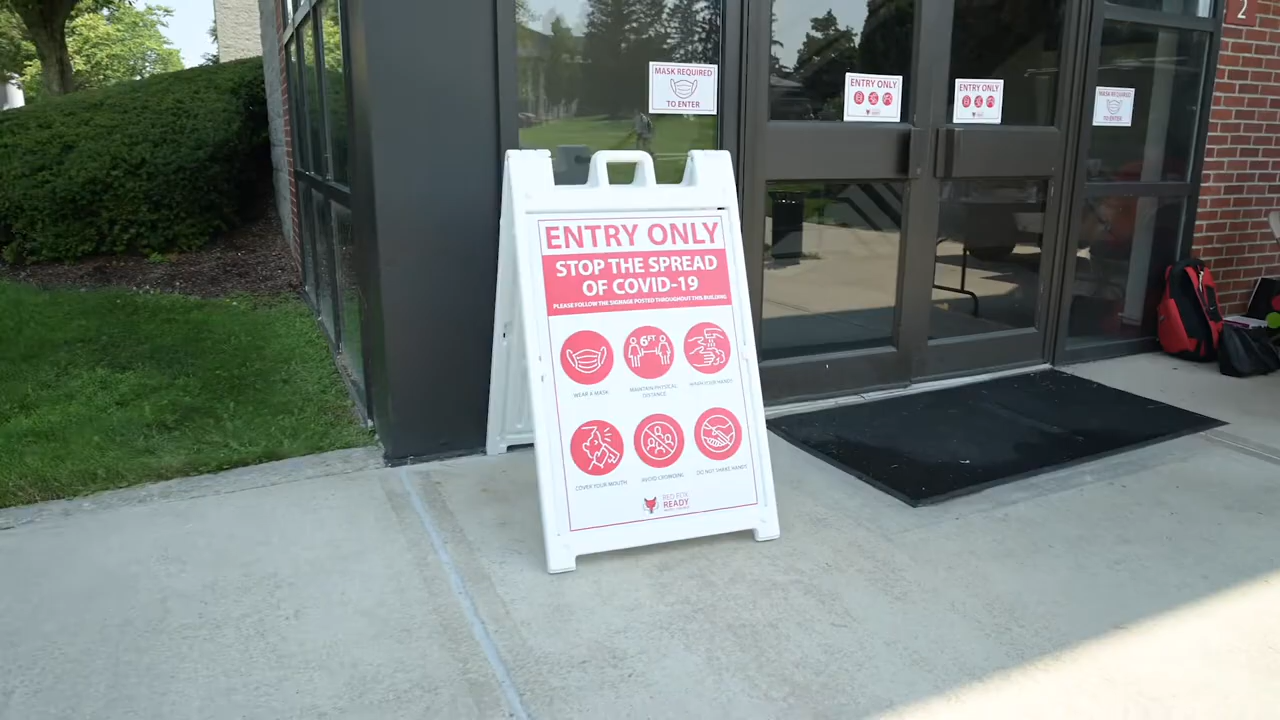 MASK REQUIRED
TO ENTER
ENTRY ONLY
ENTRY ONLY
MASK REQUIRED
TO ENTER
2
ENTRY ONLY
STOP THE SPREAD
OF COVID-19
PLEASE FOLLOW THE SIGNAGE POSTED THROUGHOUT THIS BUILDING
6FT
WEAR A MASK
MAINTAIN PHYSICAL
DISTANCE
WASH YOUR HANDS
COVER YOUR MOUTH
AVOID CROWDING
DO NOT SHAKE HANDS
RED FOX
READY